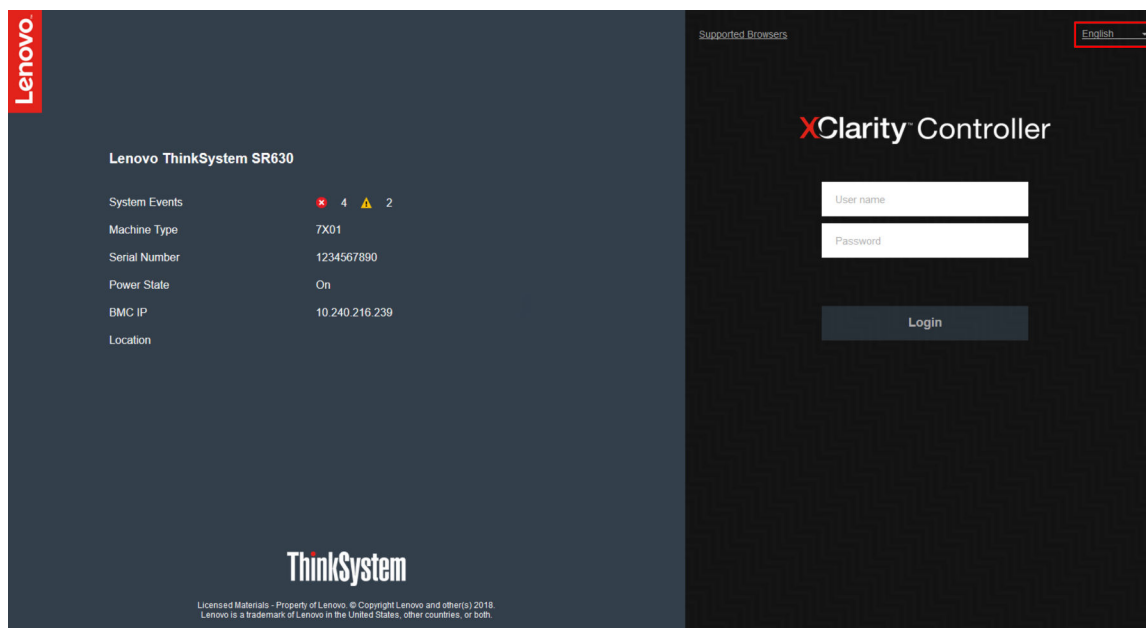 Lenovo
Supported Browsers
English
XClarity™ Controller
Lenovo ThinkSystem SR630
System Events 4 2
Machine Type 7X01
Serial Number 1234567890
Power State On
BMC IP 10.240.216.239
Location
User name
Password
Login
ThinkSystem
Licensed Materials - Property of Lenovo. © Copyright Lenovo and other(s) 2018.
Lenovo is a trademark of Lenovo in the United States, other countries, or both.